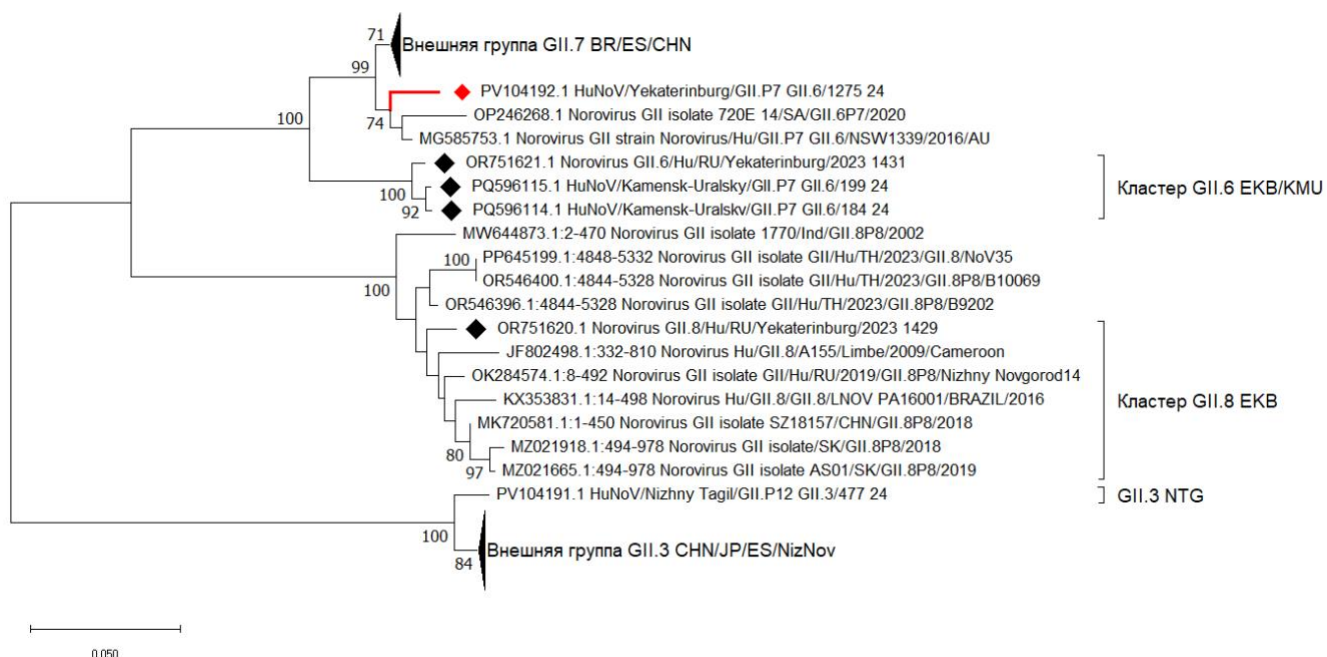 71
Внешняя группа GII.7 BR/ES/CHN
99
PV104192.1 HuNoV/Yekaterinburg/GII.P7 GII.6/1275 24
OP246268.1 Norovirus GII isolate 720E 14/SA/GII.6P7/2020
100
74
MG585753.1 Norovirus GII strain Norovirus/Hu/GII.P7 GII.6/NSW1339/2016/AU
OR751621.1 Norovirus GII.6/Hu/RU/Yekaterinburg/2023 1431
100
PQ596115.1 HuNoV/Kamensk-Uralsky/GII.P7 GII.6/199 24
Кластер GII.6 EKB/KMU
92
PQ596114.1 HuNoV/Kamensk-Uralskv/GII.P7 GII.6/184 24
MW644873.1:2-470 Norovirus GII isolate 1770/Ind/GII.8P8/2002
100
PP645199.1:4848-5332 Norovirus GII isolate GII/Hu/TH/2023/GII.8/NoV35
OR546400.1:4844-5328 Norovirus GII isolate GII/Hu/TH/2023/GII.8P8/B10069
100
OR546396.1:4844-5328 Norovirus GII isolate GII/Hu/TH/2023/GII.8P8/B9202
OR751620.1 Norovirus GII.8/Hu/RU/Yekaterinburg/2023 1429
JF802498.1:332-810 Norovirus Hu/GII.8/A155/Limbe/2009/Cameroon
OK284574.1:8-492 Norovirus GII isolate GII/Hu/RU/2019/GII.8P8/Nizhny Novgorod14
KX353831.1:14-498 Norovirus Hu/GII.8/GII.8/LNOV PA16001/BRAZIL/2016
Кластер GII.8 EKB
MK720581.1:1-450 Norovirus GII isolate SZ18157/CHN/GII.8P8/2018
80
MZ021918.1:494-978 Norovirus GII isolate/SK/GII.8P8/2018
97
MZ021665.1:494-978 Norovirus GII isolate AS01/SK/GII.8P8/2019
PV104191.1 HuNoV/Nizhny Tagil/GII.P12 GII.3/477 24
GII.3 NTG
100
Внешняя группа GII.3 CHN/JP/ES/NizNov
84
0.050